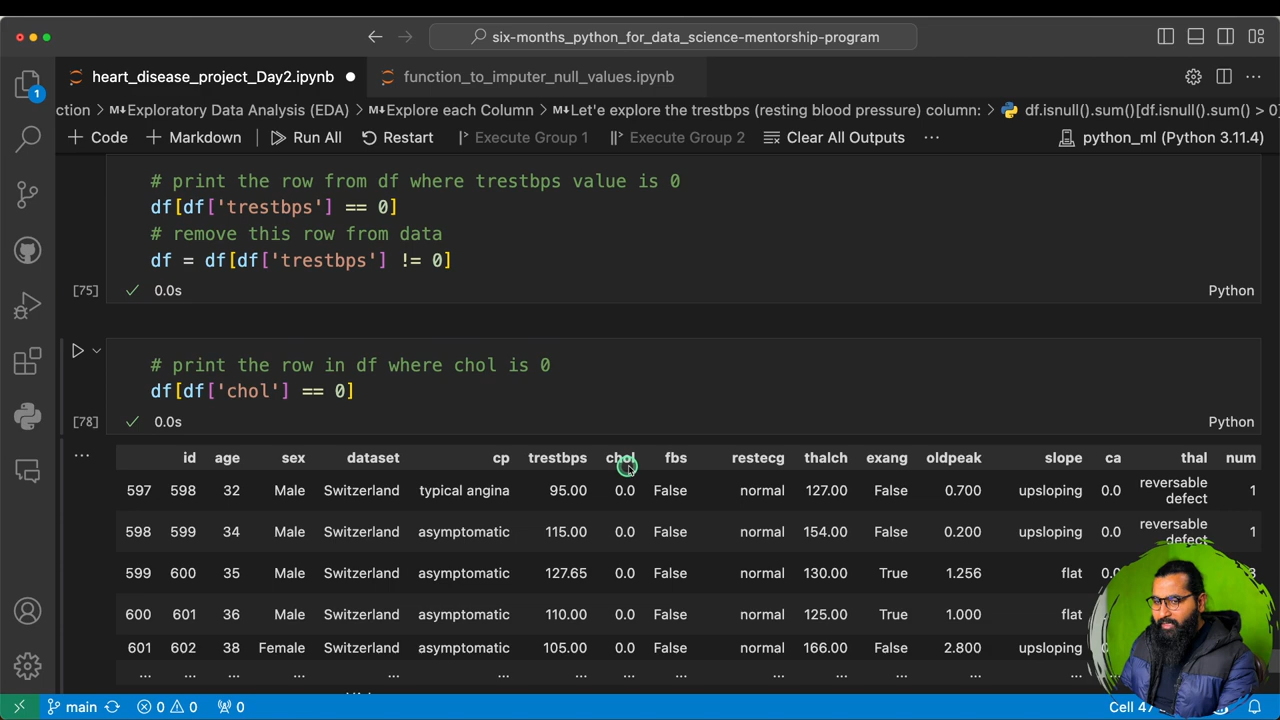 six-months_python_for_data_science-mentorship-program
heart_disease_project_Day2.ipynb
function_to_imputer_null_values.ipynb
ction > M↓Exploratory Data Analysis (EDA) > M↓Explore each Column > M↓Let'e explore the trestbps (resting blood pressure) column: > df.isnull().sum()[df.isnull().sum() > 0]
+ Code + Markdown Run All Restart Execute Group 1 Execute Group 2 Clear All Outputs ... python_ml (Python 3.11.4)
# print the row from df where trestbps value is 0
df[df['trestbps'] == 0]
# remove this row from data
df = df[df['trestbps'] != 0]
[75] 0.0s Python
# print the row in df where chol is 0
df[df['chol'] == 0]
[78] 0.0s Python
... id age sex dataset cp trestbps chol fbs restecg thalch exang oldpeak slope ca thal num
597 598 32 Male Switzerland typical angina 95.00 0.0 False normal 127.00 False 0.700 upsloping 0.0 reversable defect 1
598 599 34 Male Switzerland asymptomatic 115.00 0.0 False normal 154.00 False 0.200 upsloping 0.0 reversable defect 1
599 600 35 Male Switzerland asymptomatic 127.65 0.0 False normal 130.00 True 1.256 flat 3
600 601 36 Male Switzerland asymptomatic 110.00 0.0 False normal 125.00 True 1.000 flat
601 602 38 Female Switzerland asymptomatic 105.00 0.0 False normal 166.00 False 2.800 upsloping
... ... ... ... ... ... ... ... ... ... ... ... ... ...
1
main 0 0 0 Cell 47